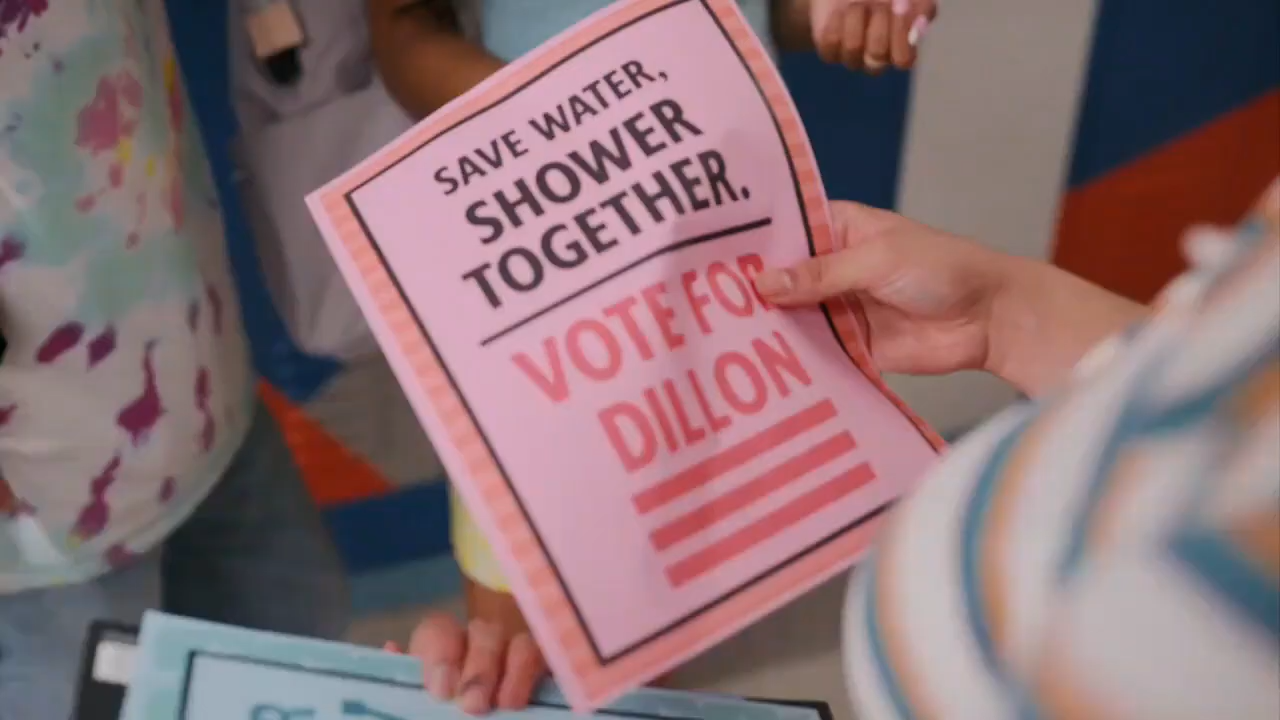 SAVE WATER,
SHOWER
TOGETHER.
VOTE FOR
DILLON